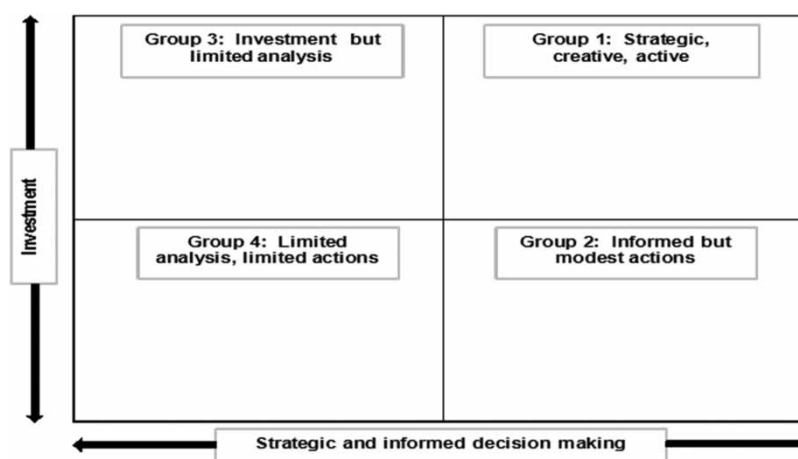 Group 3: Investment but
limited analysis
Group 1: Strategic,
creative, active
Investment
Group 4: Limited
analysis, limited actions
Group 2: Informed but
modest actions
Strategic and informed decision making